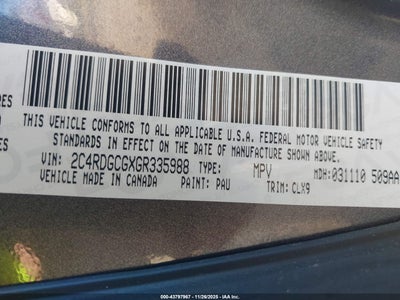 RES
THIS VEHICLE CONFORMS TO ALL APPLICABLE U.S.A. FEDERAL MOTOR VEHICLE SAFETY
STANDARDS IN EFFECT ON THE DATE OF MANUFACTURE SHOWN ABOVE.
VIN: 2C4RDGCGXGR335988 TYPE: MPV MDH: 031110 509AA
VEHICLE MADE IN CANADA PAINT: PAU TRIM: CLX9
© 000-43797967 | 11/26/2025 | IAA Inc.